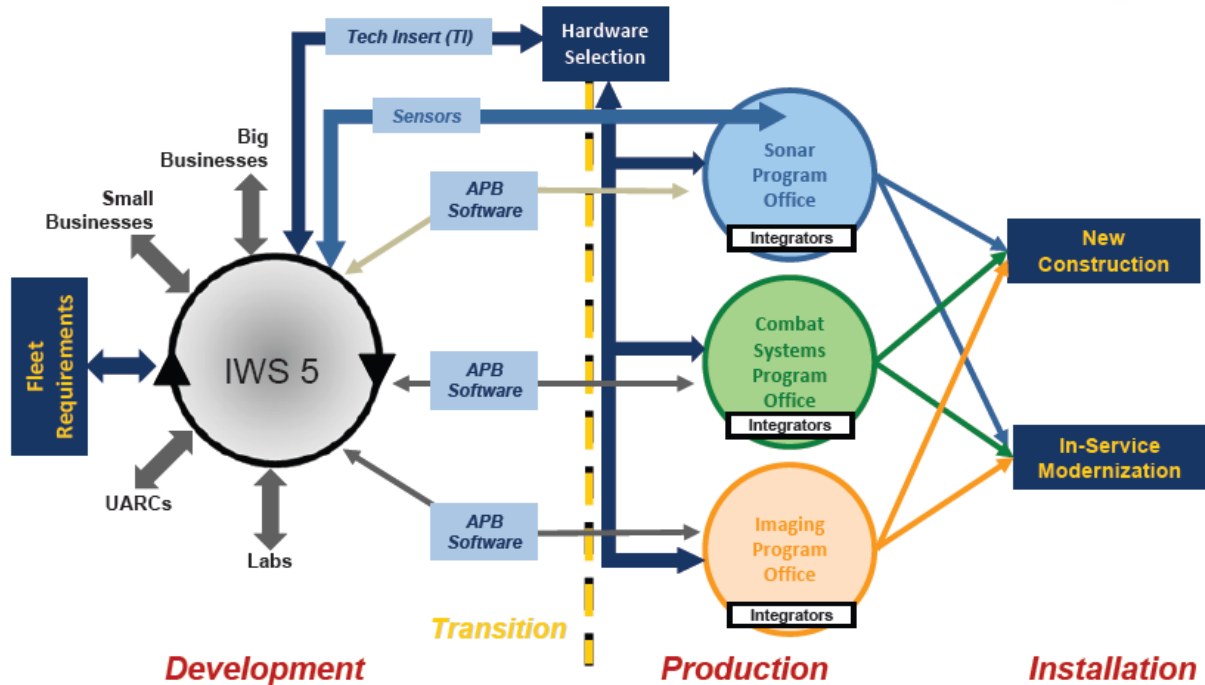 Tech Insert (TI)
Hardware
Selection
Sensors
Big
Businesses
Small
Businesses
APB
Software
Sonar
Program
Office
Integrators
New
Construction
Fleet
Requirements
IWS 5
APB
Software
Combat
Systems
Program
Office
Integrators
In-Service
Modernization
UARCs
Labs
APB
Software
Imaging
Program
Office
Integrators
Transition
Development
Production
Installation